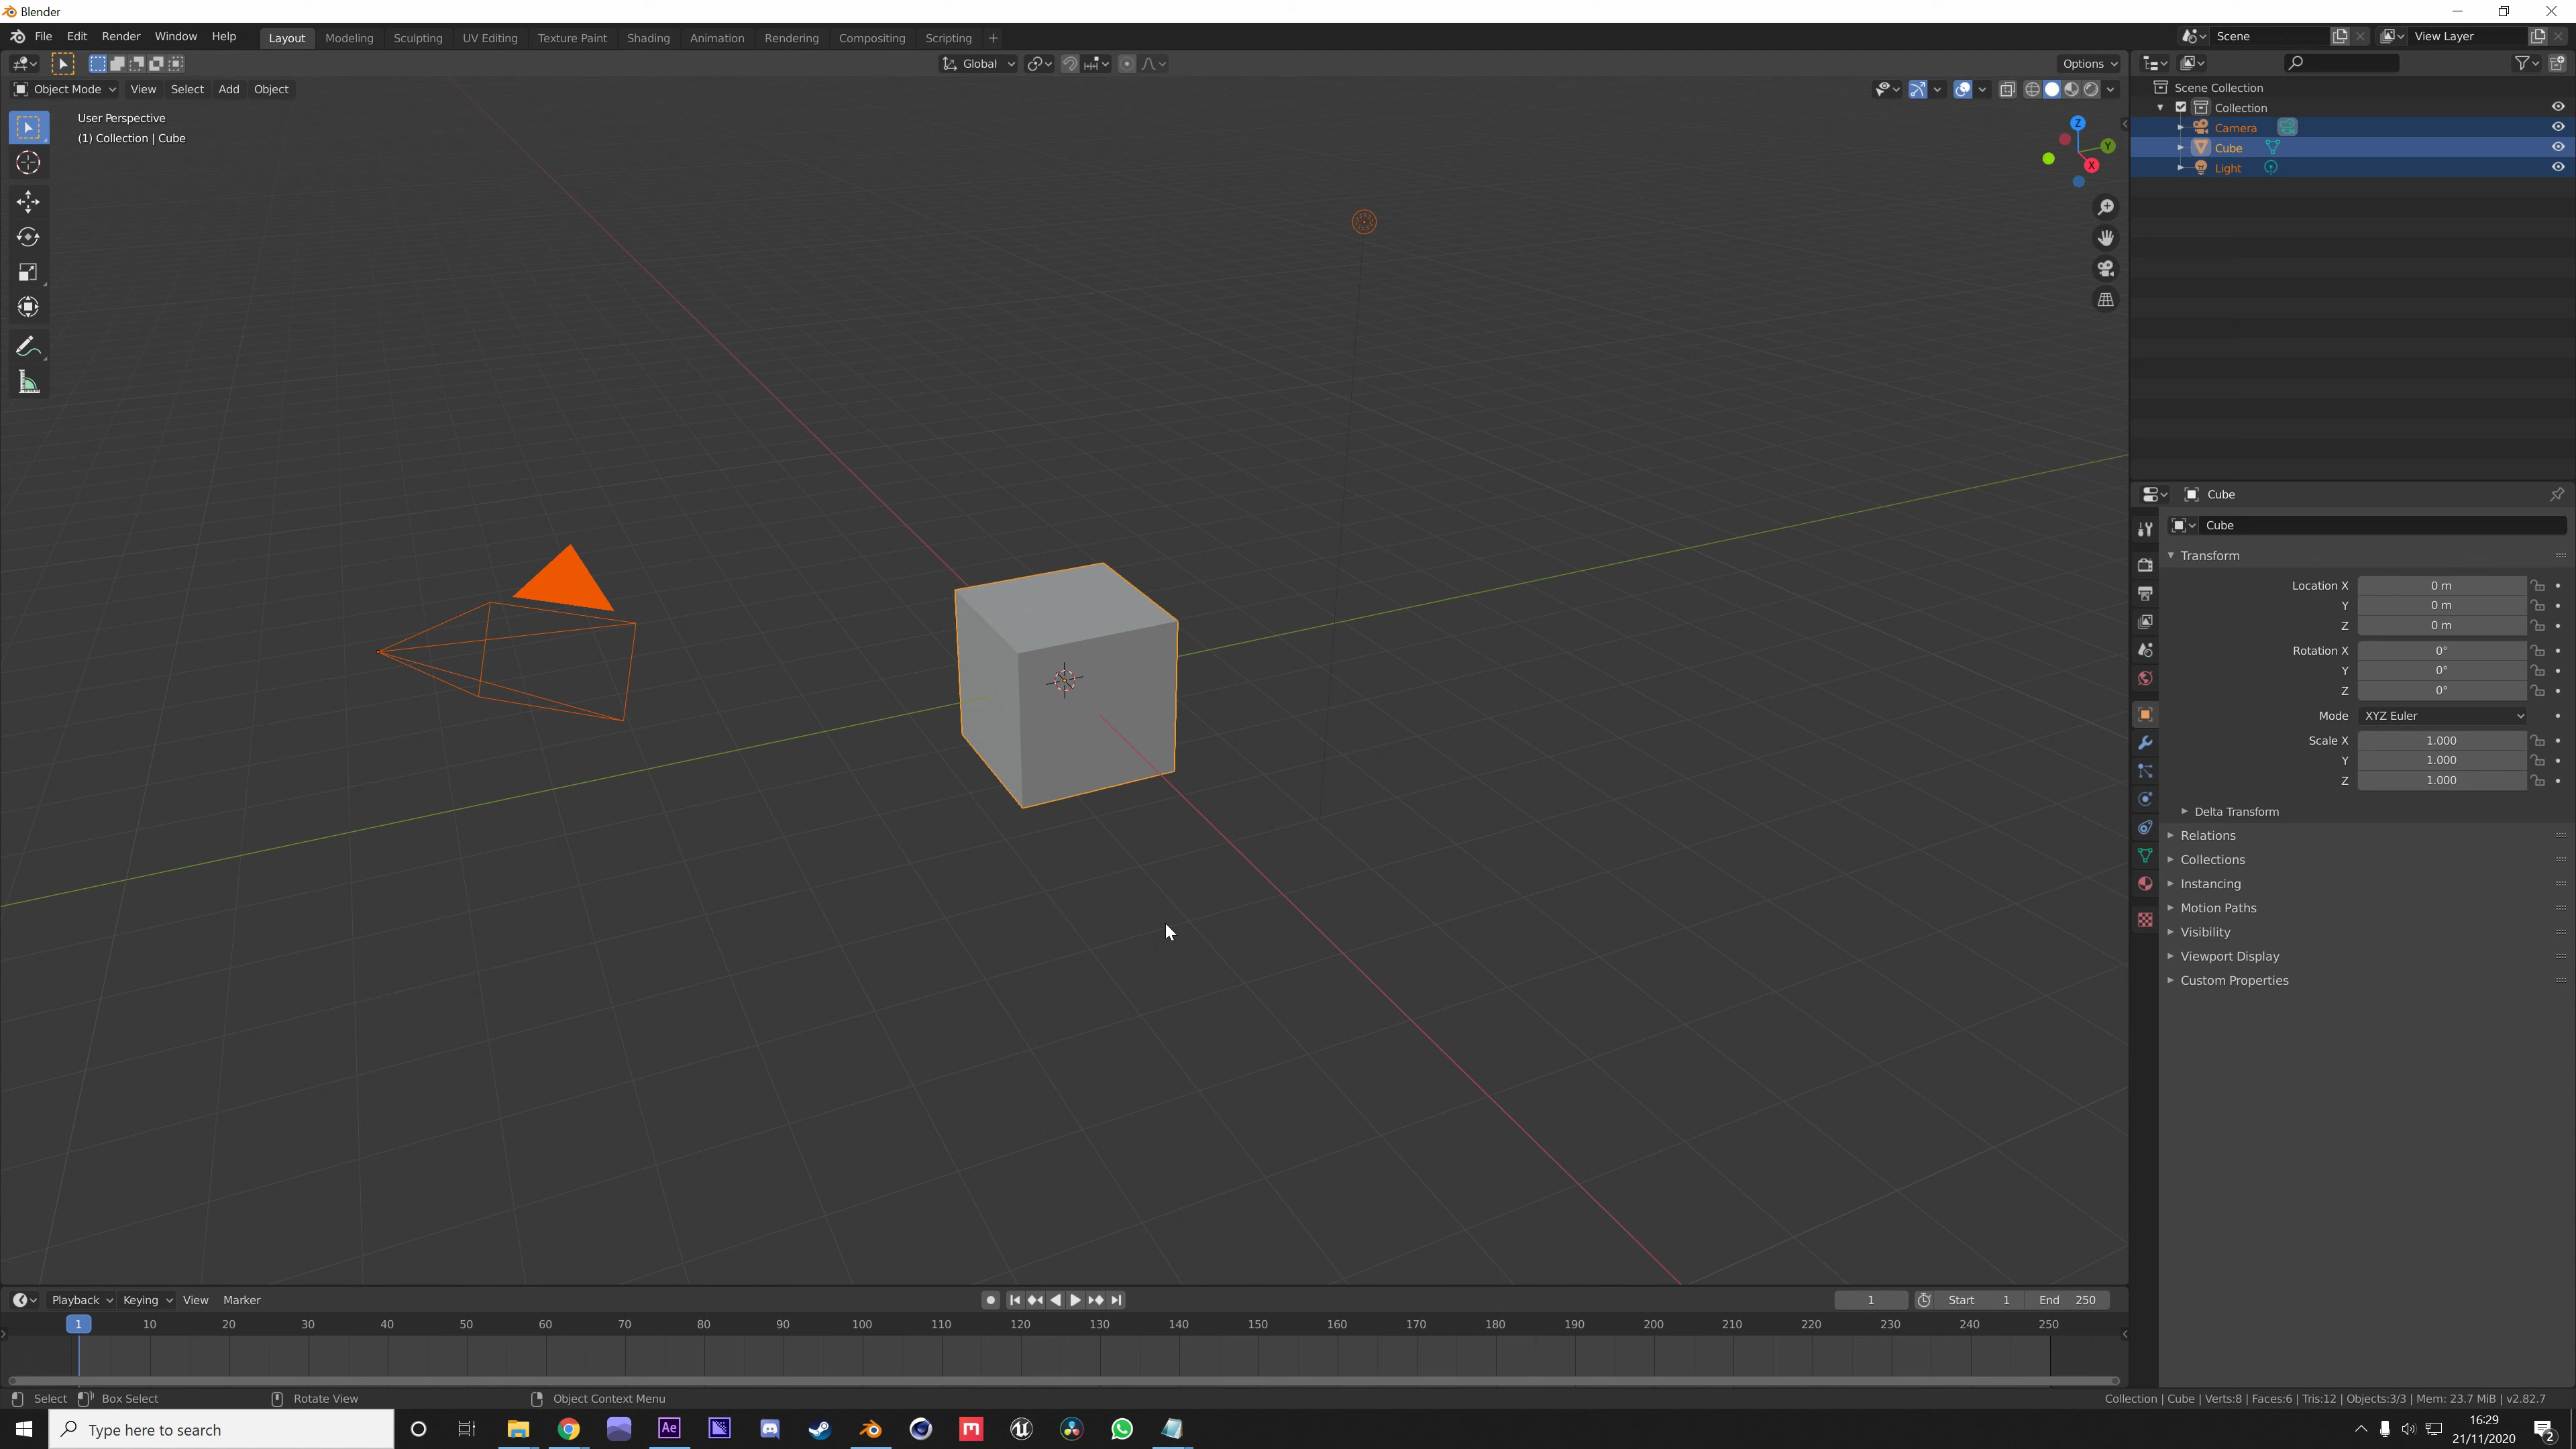 Blender
File Edit Render Window Help Layout Modeling Sculpting UV Editing Texture Paint Shading Animation Rendering Compositing Scripting + Scene View Layer
Global Options
Object Mode View Select Add Object
User Perspective
(1) Collection | Cube
Z
Y
X
Scene Collection
Collection
Camera
Cube
Light
Cube
Cube
Transform
Location X 0 m
Y 0 m
Z 0 m
Rotation X 0°
Y 0°
Z 0°
Mode XYZ Euler
Scale X 1.000
Y 1.000
Z 1.000
Delta Transform
Relations
Collections
Instancing
Motion Paths
Visibility
Viewport Display
Custom Properties
Playback Keying View Marker 1 Start 1 End 250
1 10 20 30 40 50 60 70 80 90 100 110 120 130 140 150 160 170 180 190 200 210 220 230 240 250
Select Box Select Rotate View Object Context Menu Collection | Cube | Verts:8 | Faces:6 | Tris:12 | Objects:3/3 | Mem: 23.7 MiB | v2.82.7
Type here to search Ae 16:29
21/11/2020 2